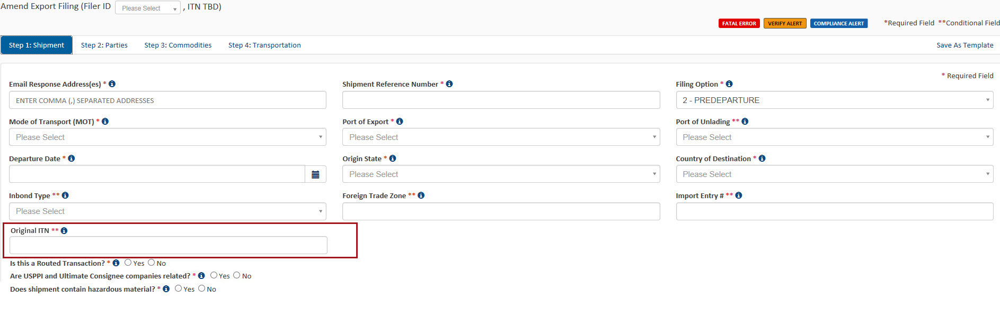 Amend Export Filing (Filer ID Please Select , ITN TBD)
FATAL ERROR VERIFY ALERT COMPLIANCE ALERT *Required Field **Conditional Field
Step 1: Shipment Step 2: Parties Step 3: Commodities Step 4: Transportation Save As Template
* Required Field
Email Response Address(es) * Shipment Reference Number * Filing Option *
ENTER COMMA (,) SEPARATED ADDRESSES 2 - PREDEPARTURE
Mode of Transport (MOT) * Port of Export * Port of Unlading **
Please Select Please Select Please Select
Departure Date * Origin State * Country of Destination *
Please Select Please Select
Inbond Type ** Foreign Trade Zone ** Import Entry # **
Please Select
Original ITN **
Is this a Routed Transaction? * Yes No
Are USPPI and Ultimate Consignee companies related? * Yes No
Does shipment contain hazardous material? * Yes No